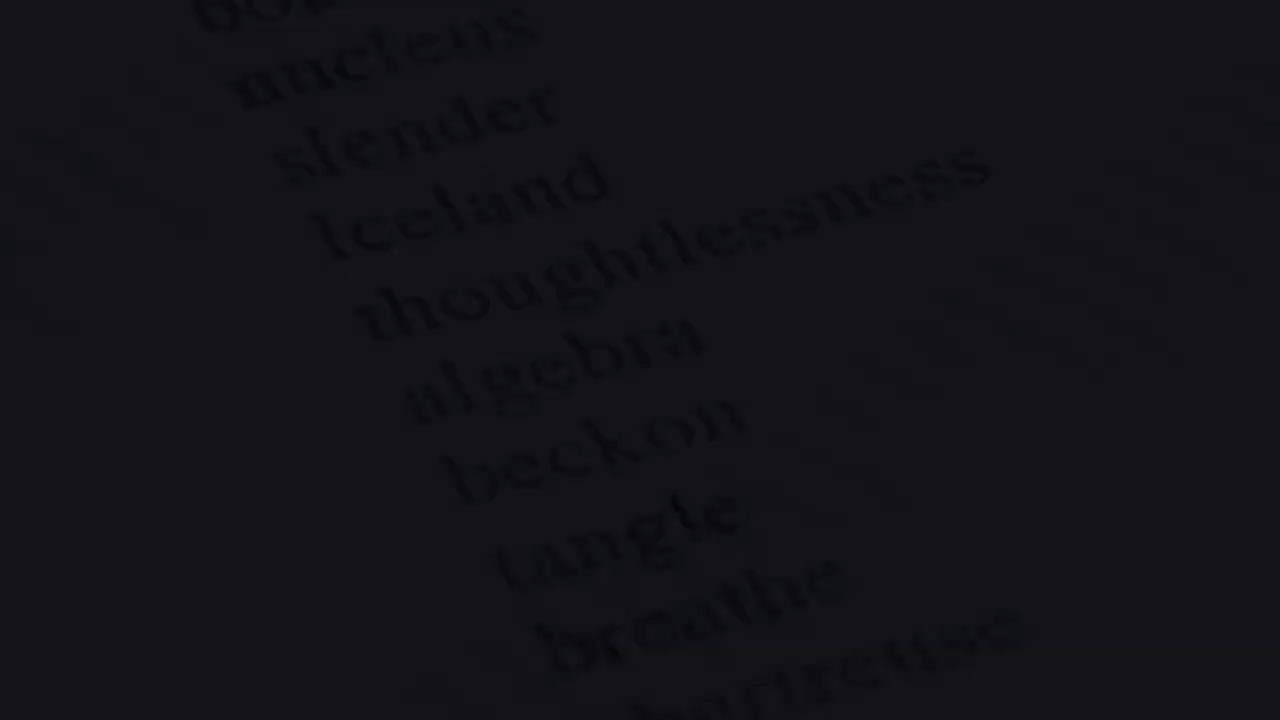 nucleus
slender
Iceland
thoughtlessness
algebra
beckon
tangle
breathe